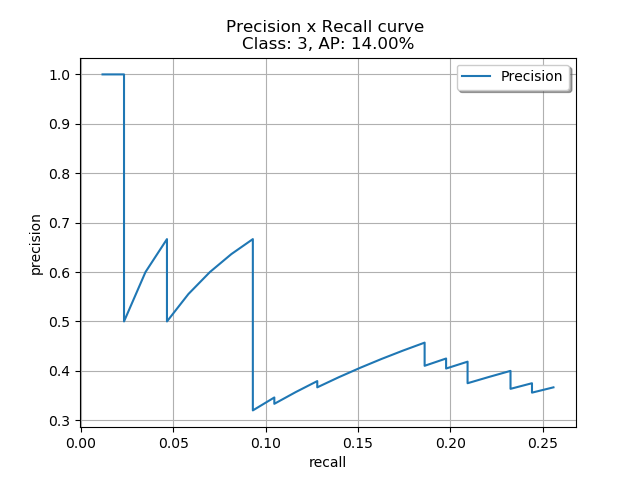 Precision x Recall curve
Class: 3, AP: 14.00%
Precision
1.0
0.9
0.8
0.7
0.6
0.5
0.4
0.3
precision
0.00 0.05 0.10 0.15 0.20 0.25
recall